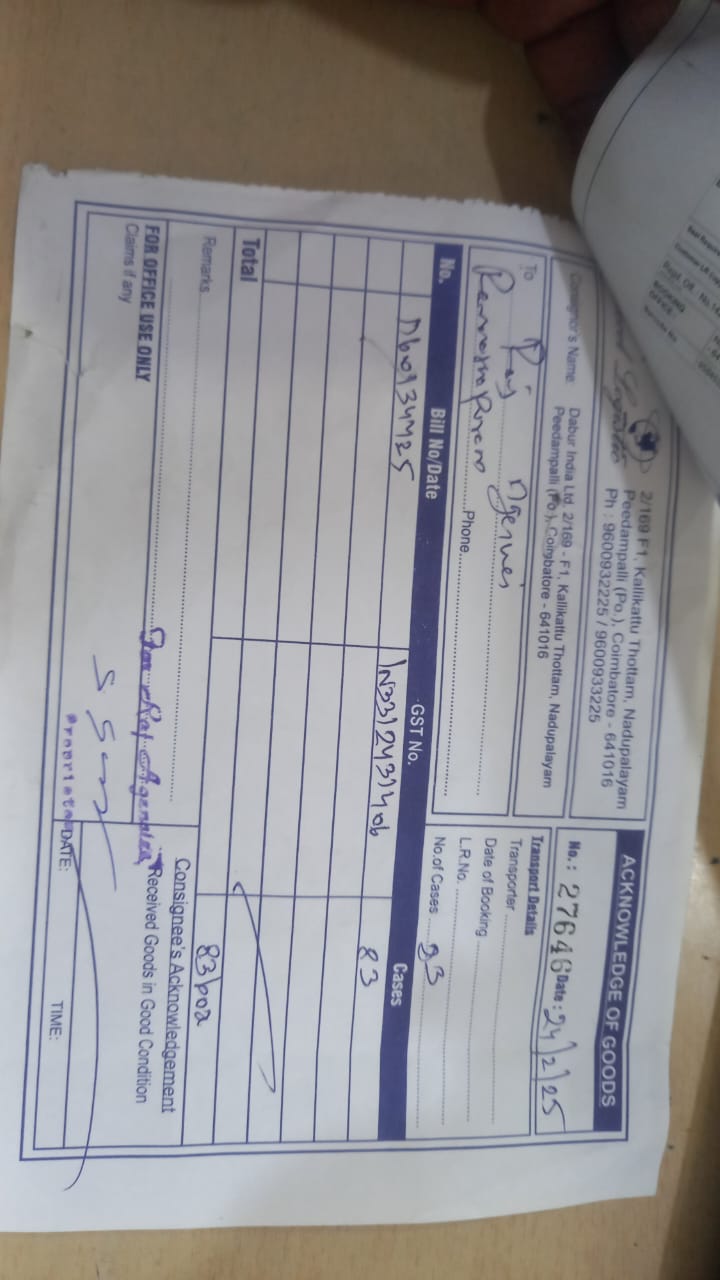 2/169 F1, Kallikattu Thottam, Nadupalayam
Peedampalli (Po.), Coimbatore - 641016
Ph : 9600932225 / 9600933225
ACKNOWLEDGE OF GOODS
Consignor's Name: Dabur India Ltd. 2/169 - F1, Kallikattu Thottam, Nadupalayam
Peedampalli (Po.), Coimbatore - 641016
No. : 27646 Date : 24/2/25
To Raj
Phone
Transport Details
Transporter
Date of Booking
L.R.No.
No.of Cases 83
No. Bill No/Date GST No. Cases
83
Total
83 box
Remarks
FOR OFFICE USE ONLY
Claims if any
For Raj Agencies
Proprietor
Consignee's Acknowledgement
Received Goods in Good Condition
DATE: TIME: